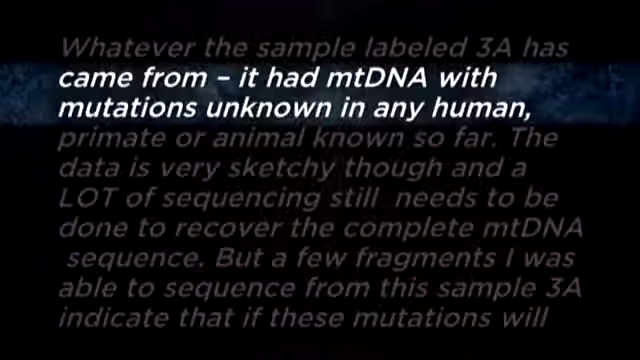 Whatever the sample labeled 3A has
came from – it had mtDNA with
mutations unknown in any human,
primate or animal known so far. The
data is very sketchy though and a
LOT of sequencing still needs to be
done to recover the complete mtDNA
sequence. But a few fragments I was
able to sequence from this sample 3A
indicate that if these mutations will